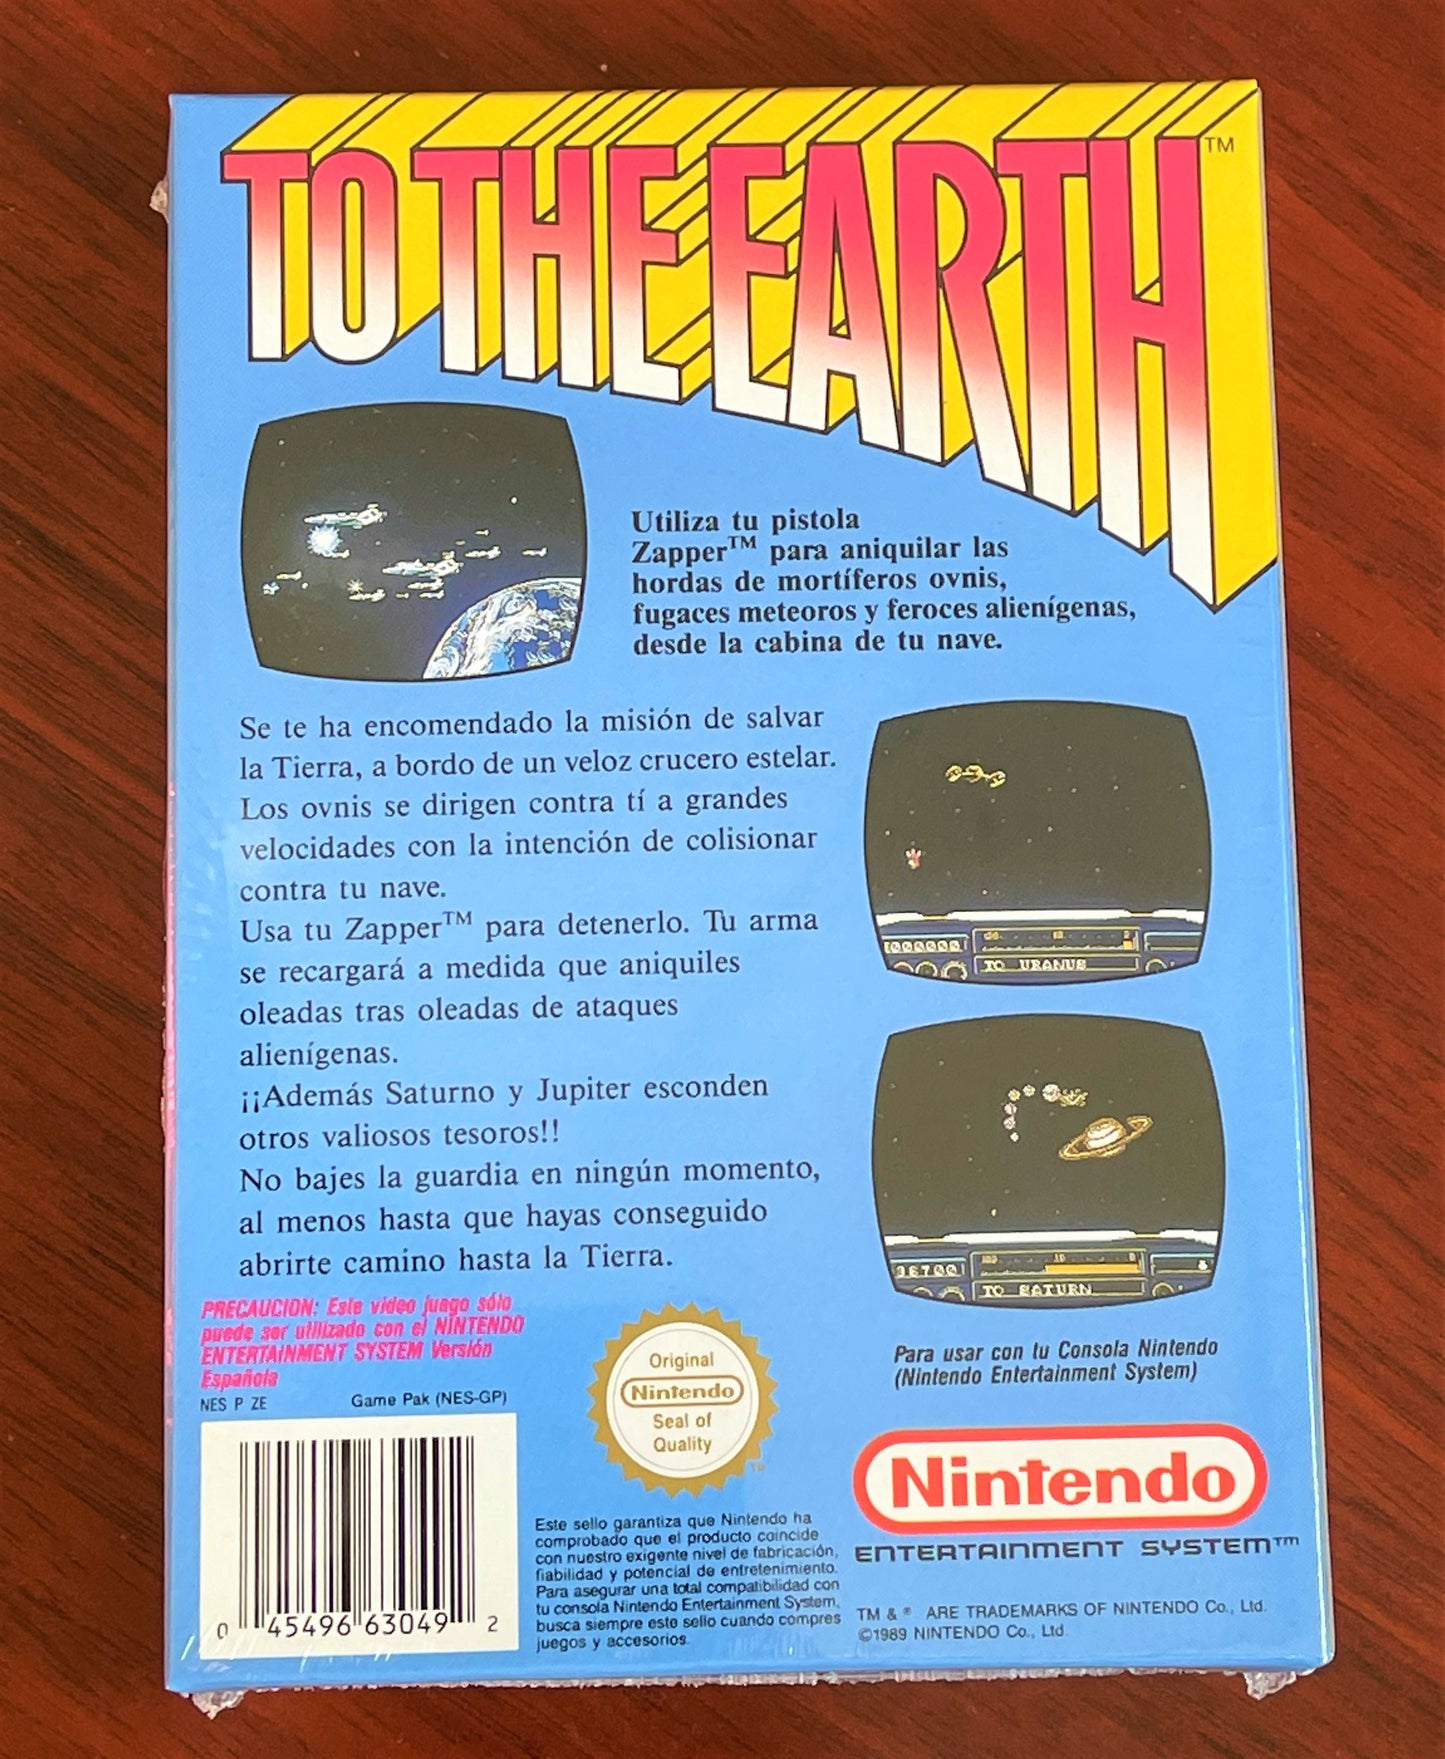 TO THE EARTH™
Utiliza tu pistola
Zapper™ para aniquilar las
hordas de mortíferos ovnis,
fugaces meteoros y feroces alienígenas,
desde la cabina de tu nave.
Se te ha encomendado la misión de salvar
la Tierra, a bordo de un veloz crucero estelar.
Los ovnis se dirigen contra tí a grandes
velocidades con la intención de colisionar
contra tu nave.
Usa tu Zapper™ para detenerlo. Tu arma
se recargará a medida que aniquiles
oleadas tras oleadas de ataques
alienígenas.
¡¡Además Saturno y Jupiter esconden
otros valiosos tesoros!!
No bajes la guardia en ningún momento,
al menos hasta que hayas conseguido
abrirte camino hasta la Tierra.
TO URANUS
36700
TO SATURN
PRECAUCION: Este video juego sólo
puede ser utilizado con el NINTENDO
ENTERTAINMENT SYSTEM Versión
Española
NES P ZE Game Pak (NES-GP)
0 45496 63049 2
Original
Nintendo
Seal of
Quality
TM
Este sello garantiza que Nintendo ha
comprobado que el producto coincide
con nuestro exigente nivel de fabricación,
fiabilidad y potencial de entretenimiento.
Para asegurar una total compatibilidad con
tu consola Nintendo Entertainment System,
busca siempre este sello cuando compres
juegos y accesorios.
Para usar con tu Consola Nintendo
(Nintendo Entertainment System)
Nintendo
ENTERTAINMENT SYSTEM™
TM & ® ARE TRADEMARKS OF NINTENDO Co., Ltd.
©1989 NINTENDO Co., Ltd.